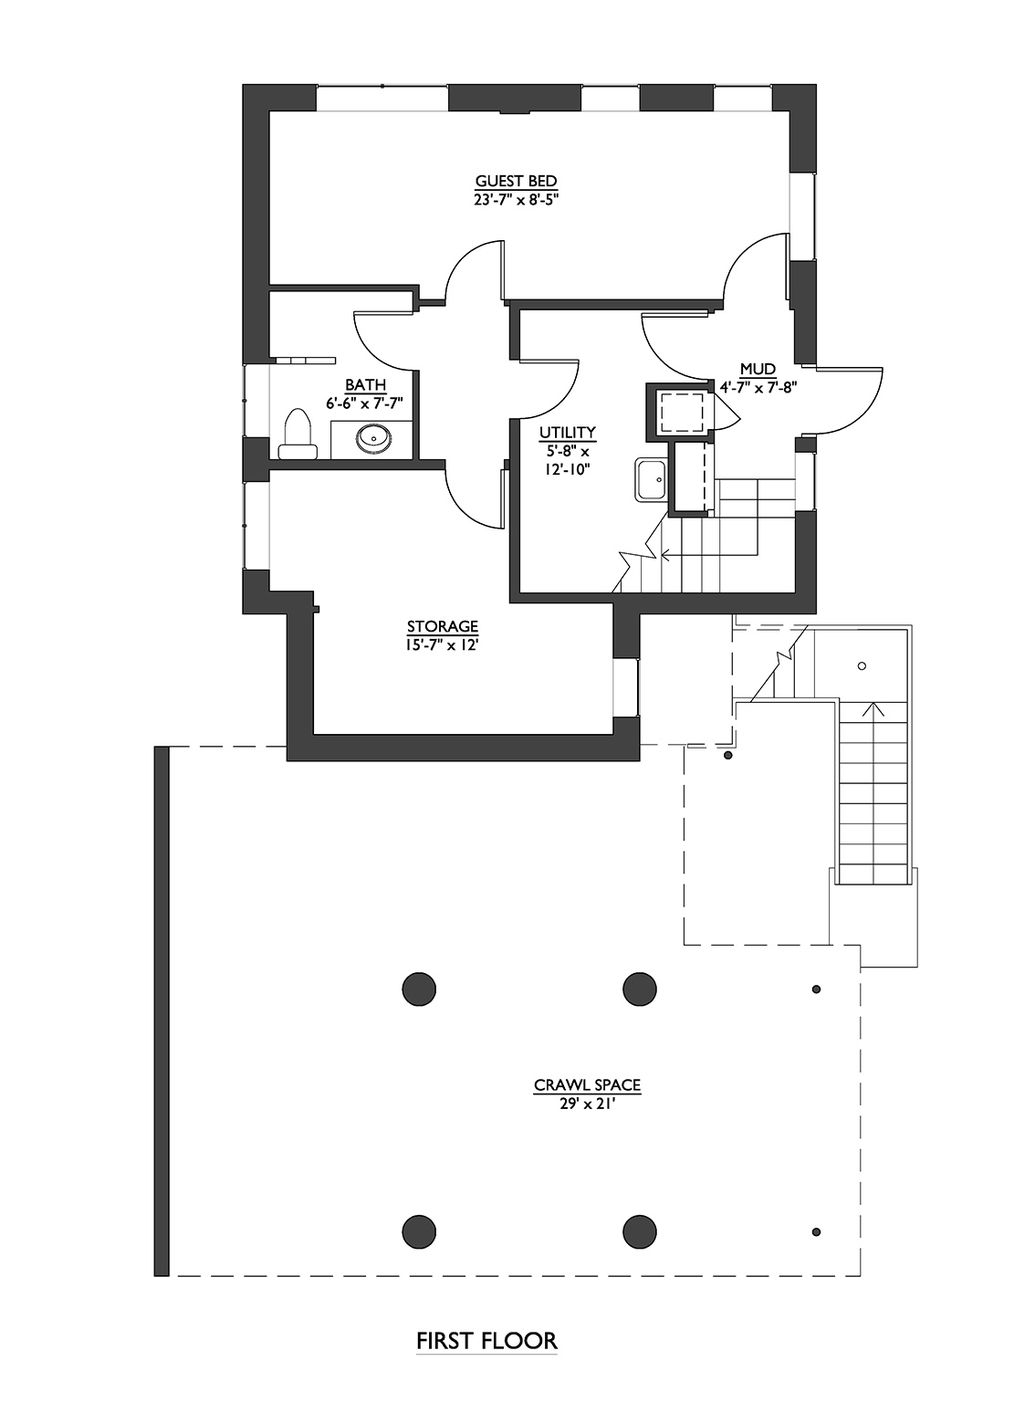 GUEST BED
23'-7" x 8'-5"
MUD
4'-7" x 7'-8"
BATH
6'-6" x 7'-7"
UTILITY
5'-8" x
12'-10"
STORAGE
15'-7" x 12'
CRAWL SPACE
29' x 21'
FIRST FLOOR